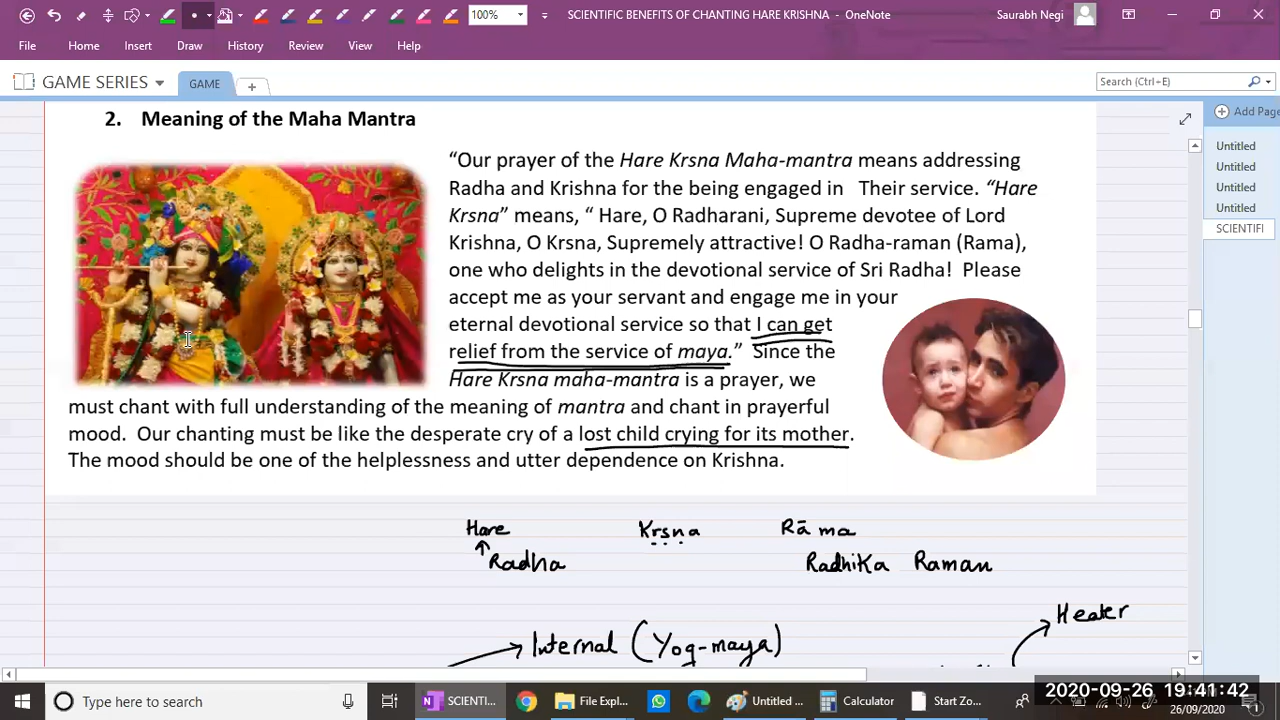 100%
SCIENTIFIC BENEFITS OF CHANTING HARE KRISHNA - OneNote
Saurabh Negi
File Home Insert Draw History Review View Help
GAME SERIES
GAME
Search (Ctrl+E)
Add Page
Untitled
Untitled
Untitled
Untitled
SCIENTIFI
2. Meaning of the Maha Mantra
“Our prayer of the Hare Krsna Maha-mantra means addressing
Radha and Krishna for the being engaged in Their service. “Hare
Krsna” means, “ Hare, O Radharani, Supreme devotee of Lord
Krishna, O Krsna, Supremely attractive! O Radha-raman (Rama),
one who delights in the devotional service of Sri Radha! Please
accept me as your servant and engage me in your
eternal devotional service so that I can get
relief from the service of maya.” Since the
Hare Krsna maha-mantra is a prayer, we
must chant with full understanding of the meaning of mantra and chant in prayerful
mood. Our chanting must be like the desperate cry of a lost child crying for its mother.
The mood should be one of the helplessness and utter dependence on Krishna.
Hare Kṛṣṇa Rāma
Radha Radhika Raman
Heater
Internal (Yog-maya)
Type here to search
SCIENTI...
File Expl...
Untitled ...
Calculator
Start Zo...
2020-09-26 19:41:42
26/09/2020